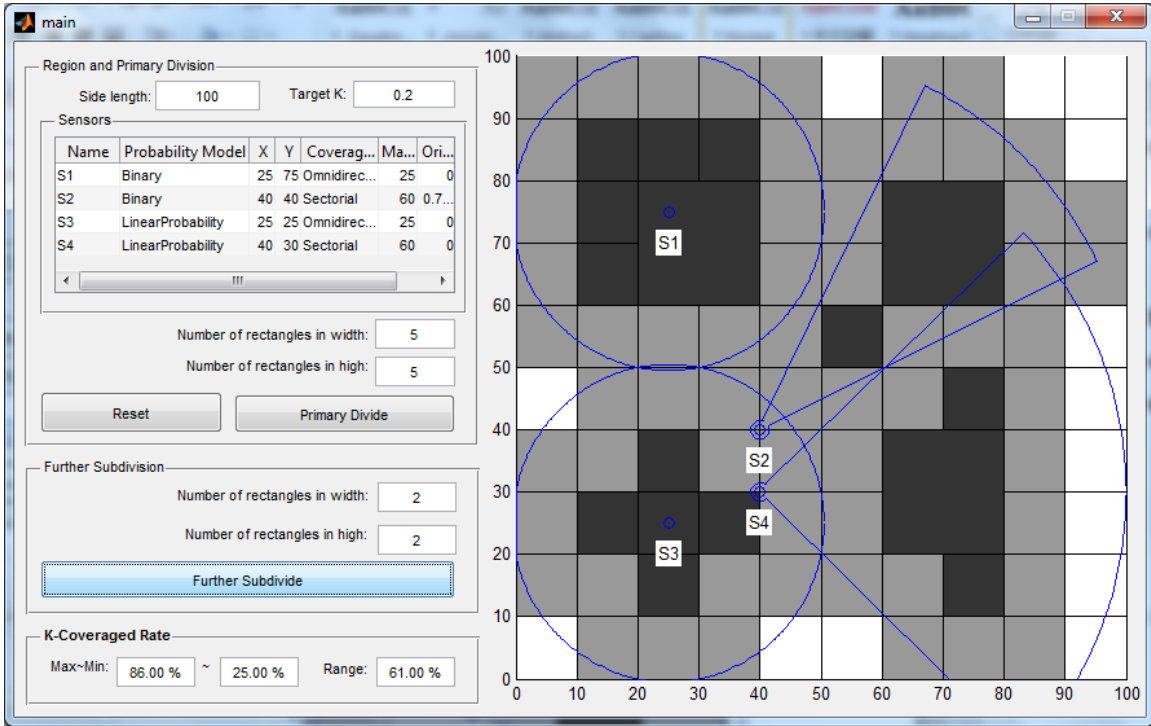 main
Region and Primary Division
Side length: 100 Target K: 0.2
Sensors
Name Probability Model X Y Coverag... Ma... Ori...
S1 Binary 25 75 Omnidirec... 25 0
S2 Binary 40 40 Sectorial 60 0.7...
S3 LinearProbability 25 25 Omnidirec... 25 0
S4 LinearProbability 40 30 Sectorial 60 0
Number of rectangles in width: 5
Number of rectangles in high: 5
Reset Primary Divide
Further Subdivision
Number of rectangles in width: 2
Number of rectangles in high: 2
Further Subdivide
K-Coveraged Rate
Max~Min: 86.00 % ~ 25.00 % Range: 61.00 %
100
90
80
70
60
50
40
30
20
10
0
S1
S2
S4
S3
0 10 20 30 40 50 60 70 80 90 100